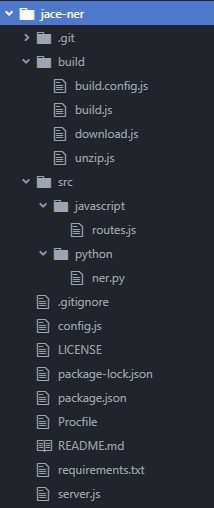 jace-ner
.git
build
build.config.js
build.js
download.js
unzip.js
src
javascript
routes.js
python
ner.py
.gitignore
config.js
LICENSE
package-lock.json
package.json
Procfile
README.md
requirements.txt
server.js